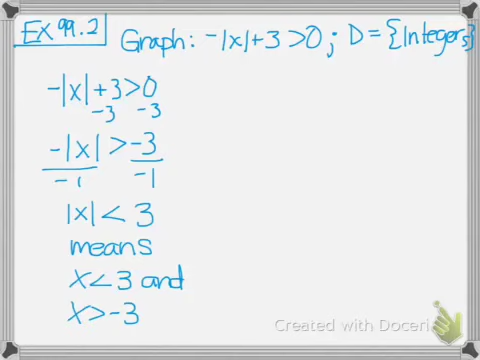 Ex 99.2 Graph: -|x|+3>0; D={Integers}
-|x|+3>0
-3 -3
-|x|>-3
-1 -1
|x|<3
means
x<3 and
x>-3
Created with Doceri